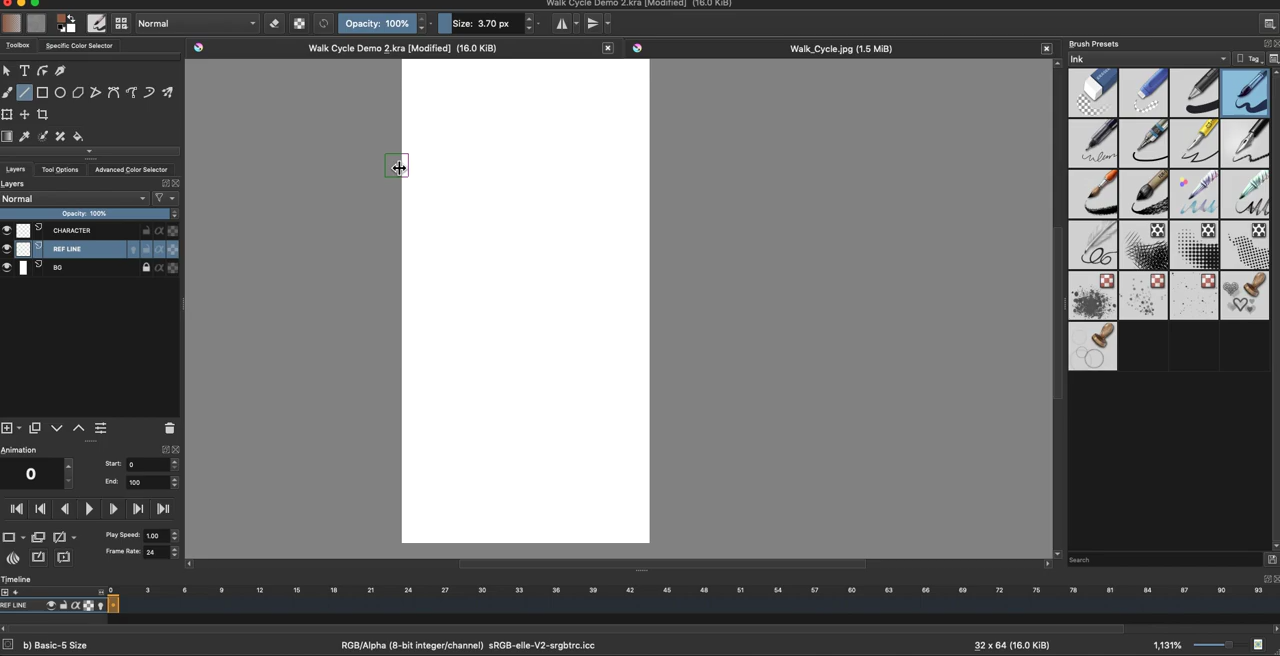 Walk Cycle Demo 2.kra [Modified] (16.0 KiB)
Normal
Opacity: 100%
Size: 3.70 px
Toolbox
Specific Color Selector
Walk Cycle Demo 2.kra [Modified] (16.0 KiB)
Walk_Cycle.jpg (1.5 MiB)
Brush Presets
Ink
Tag
Layers
Tool Options
Advanced Color Selector
Layers
Normal
Opacity: 100%
CHARACTER
REF LINE
BG
Animation
0
Start: 0
End: 100
Play Speed: 1.00
Frame Rate: 24
Search
Timeline
0 3 6 9 12 15 18 21 24 27 30 33 36 39 42 45 48 51 54 57 60 63 66 69 72 75 78 81 84 87 90 93
REF LINE
b) Basic-5 Size
RGB/Alpha (8-bit integer/channel) sRGB-elle-V2-srgbtrc.icc
32 x 64 (16.0 KiB)
1,131%